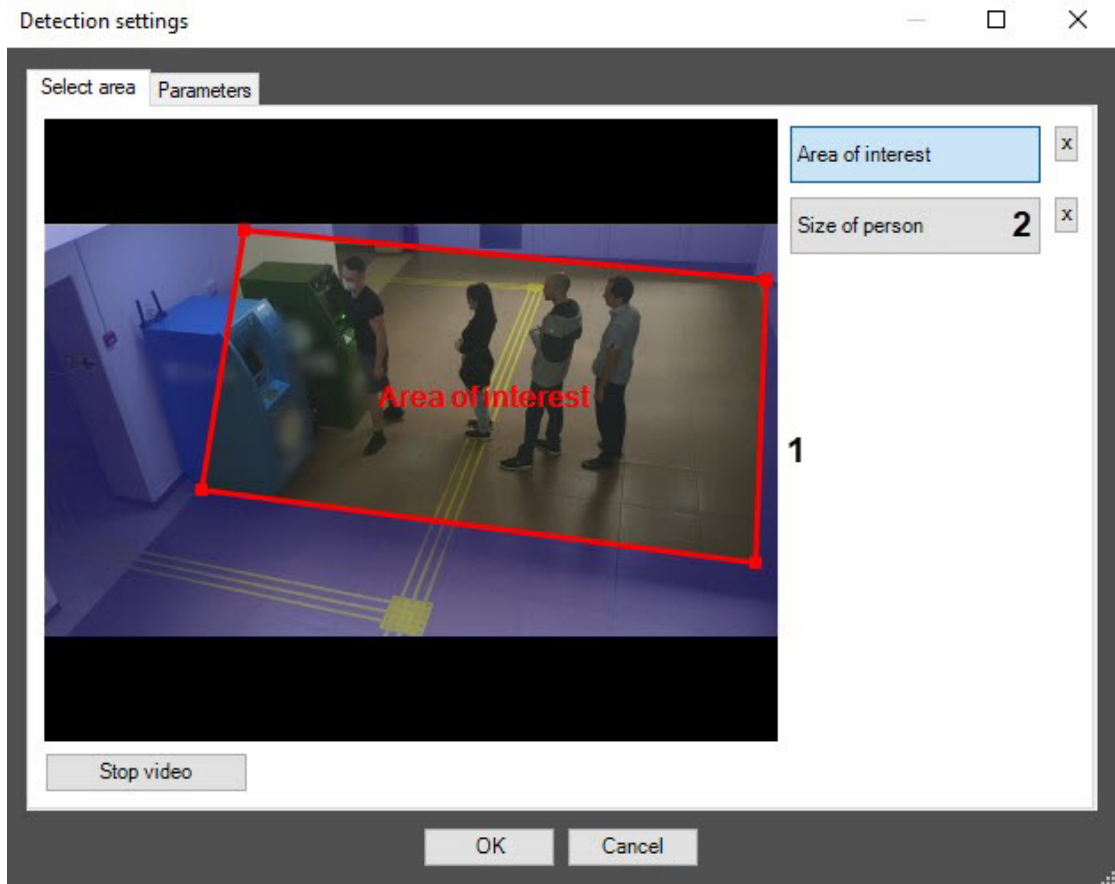 Detection settings
Select area
Parameters
Area of interest
x
Size of person
2
x
Area of interest
1
Stop video
OK
Cancel